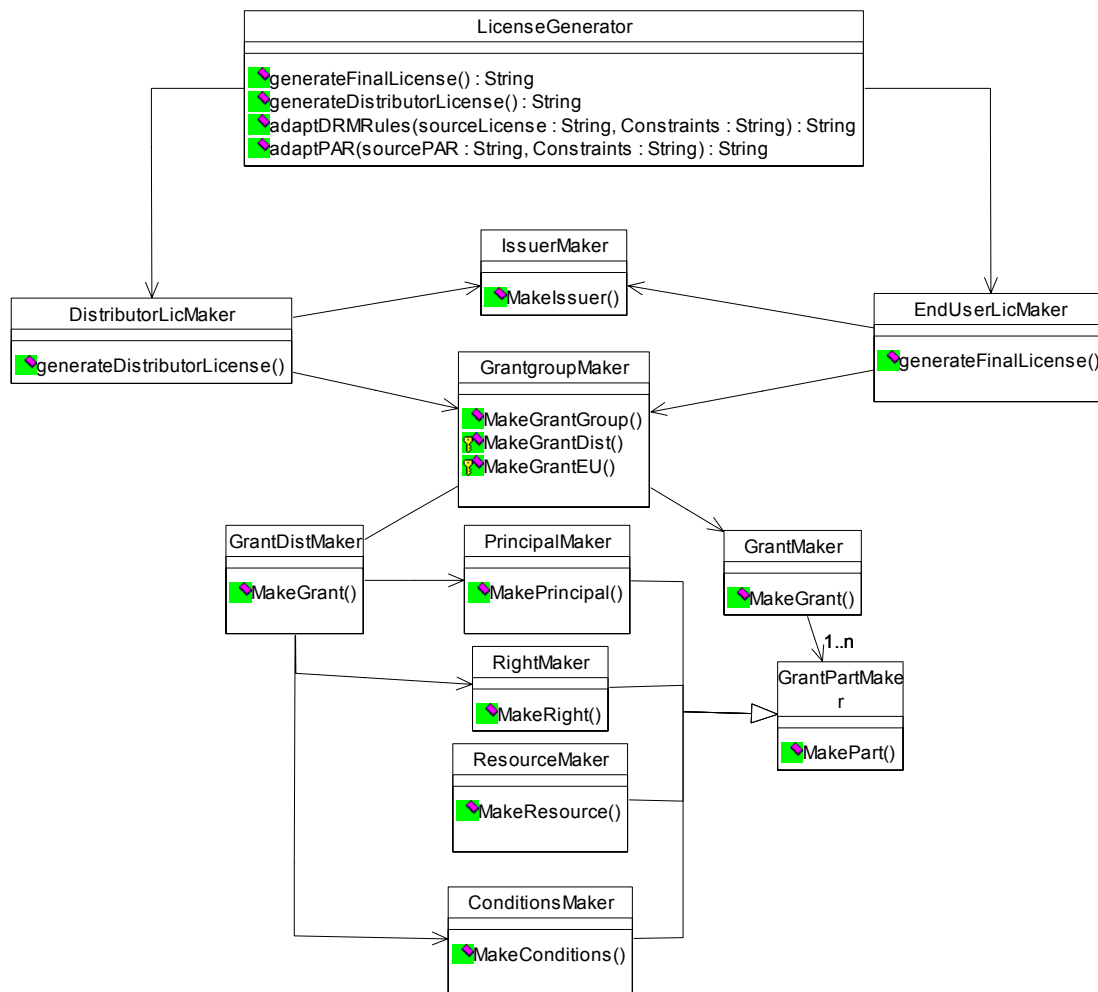 LicenseGenerator
generateFinalLicense() : String
generateDistributorLicense() : String
adaptDRMRules(sourceLicense : String, Constraints : String) : String
adaptPAR(sourcePAR : String, Constraints : String) : String
IssuerMaker
MakeIssuer()
DistributorLicMaker
generateDistributorLicense()
EndUserLicMaker
generateFinalLicense()
GrantgroupMaker
MakeGrantGroup()
MakeGrantDist()
MakeGrantEU()
GrantDistMaker
MakeGrant()
PrincipalMaker
MakePrincipal()
GrantMaker
MakeGrant()
1..n
RightMaker
MakeRight()
GrantPartMake
r
MakePart()
ResourceMaker
MakeResource()
ConditionsMaker
MakeConditions()